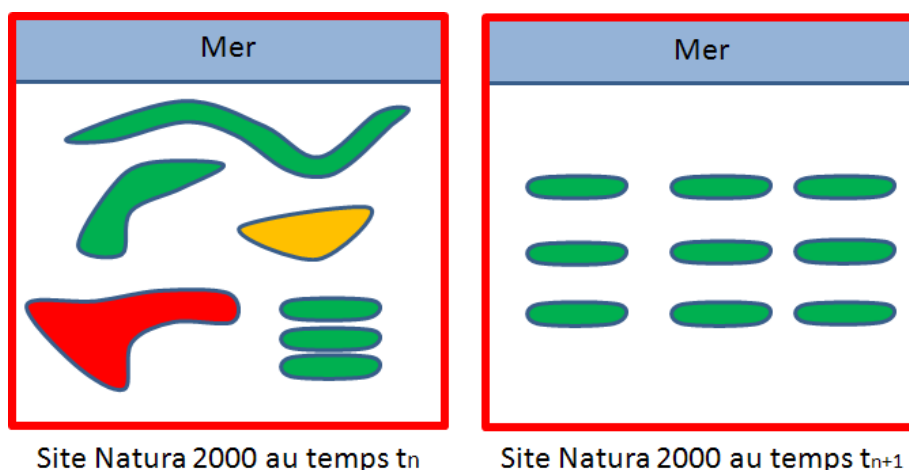 Mer
Mer
Site Natura 2000 au temps tn
Site Natura 2000 au temps tn+1